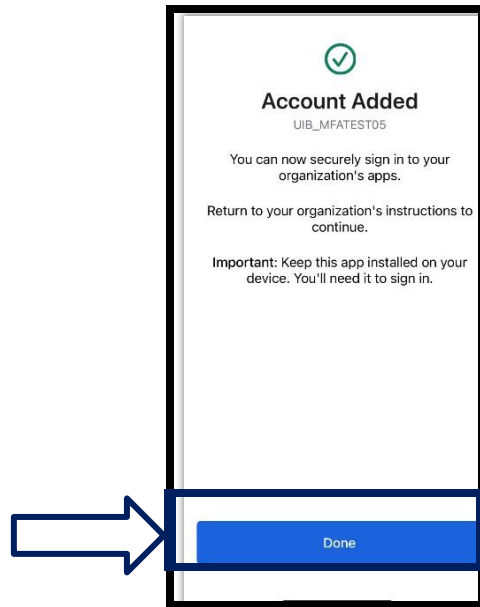 Account Added
UIB_MFATEST05
You can now securely sign in to your
organization's apps.
Return to your organization's instructions to
continue.
Important: Keep this app installed on your
device. You'll need it to sign in.
Done